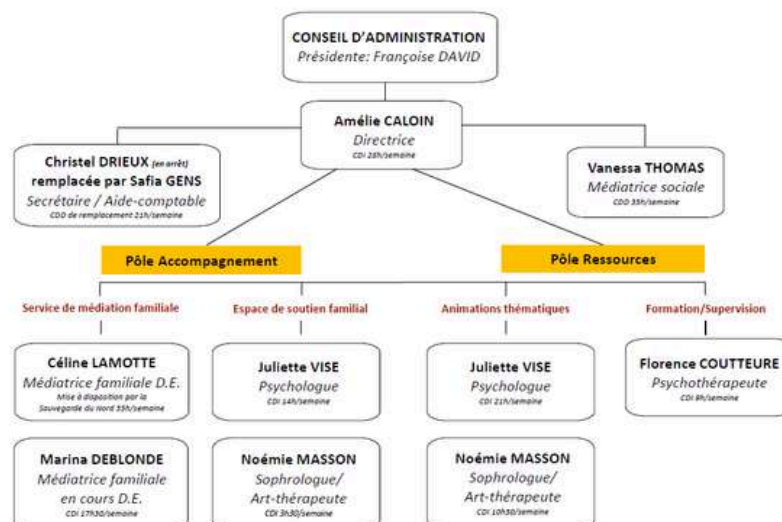 CONSEIL D'ADMINISTRATION
Présidente: Françoise DAVID
Amélie CALOIN
Directrice
CDI 28h/semaine
Christel DRIEUX (en arrêt)
remplacée par Safia GENS
Secrétaire / Aide-comptable
CDD de remplacement 21h/semaine
Vanessa THOMAS
Médiatrice sociale
CDD 35h/semaine
Pôle Accompagnement
Pôle Ressources
Service de médiation familiale
Espace de soutien familial
Animations thématiques
Formation/Supervision
Céline LAMOTTE
Médiatrice familiale D.E.
Mise à disposition par la
Sauvegarde du Nord 35h/semaine
Juliette VISE
Psychologue
CDI 14h/semaine
Juliette VISE
Psychologue
CDI 21h/semaine
Florence COUTTEURE
Psychothérapeute
CDI 9h/semaine
Marina DEBLONDE
Médiatrice familiale
en cours D.E.
CDI 17h30/semaine
Noémie MASSON
Sophrologue/
Art-thérapeute
CDI 3h30/semaine
Noémie MASSON
Sophrologue/
Art-thérapeute
CDI 10h30/semaine